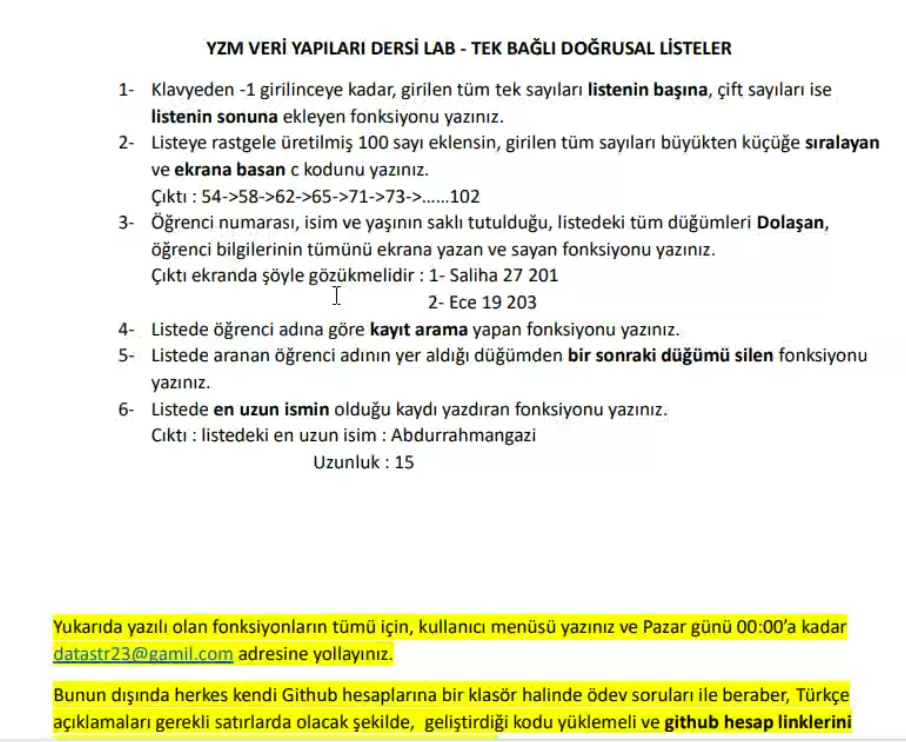 YZM VERİ YAPILARI DERSİ LAB - TEK BAĞLI DOĞRUSAL LİSTELER
1- Klavyeden -1 girilinceye kadar, girilen tüm tek sayıları listenin başına, çift sayıları ise
listenin sonuna ekleyen fonksiyonu yazınız.
2- Listeye rastgele üretilmiş 100 sayı eklensin, girilen tüm sayıları büyükten küçüğe sıralayan
ve ekrana basan c kodunu yazınız.
Çıktı : 54->58->62->65->71->73->......102
3- Öğrenci numarası, isim ve yaşının saklı tutulduğu, listedeki tüm düğümleri Dolaşan,
öğrenci bilgilerinin tümünü ekrana yazan ve sayan fonksiyonu yazınız.
Çıktı ekranda şöyle gözükmelidir : 1- Saliha 27 201
2- Ece 19 203
4- Listede öğrenci adına göre kayıt arama yapan fonksiyonu yazınız.
5- Listede aranan öğrenci adının yer aldığı düğümden bir sonraki düğümü silen fonksiyonu
yazınız.
6- Listede en uzun ismin olduğu kaydı yazdıran fonksiyonu yazınız.
Çıktı : listedeki en uzun isim : Abdurrahmangazi
Uzunluk : 15
Yukarıda yazılı olan fonksiyonların tümü için, kullanıcı menüsü yazınız ve Pazar günü 00:00’a kadar
datastr23@gamil.com adresine yollayınız.
Bunun dışında herkes kendi Github hesaplarına bir klasör halinde ödev soruları ile beraber, Türkçe
açıklamaları gerekli satırlarda olacak şekilde, geliştirdiği kodu yüklemeli ve github hesap linklerini